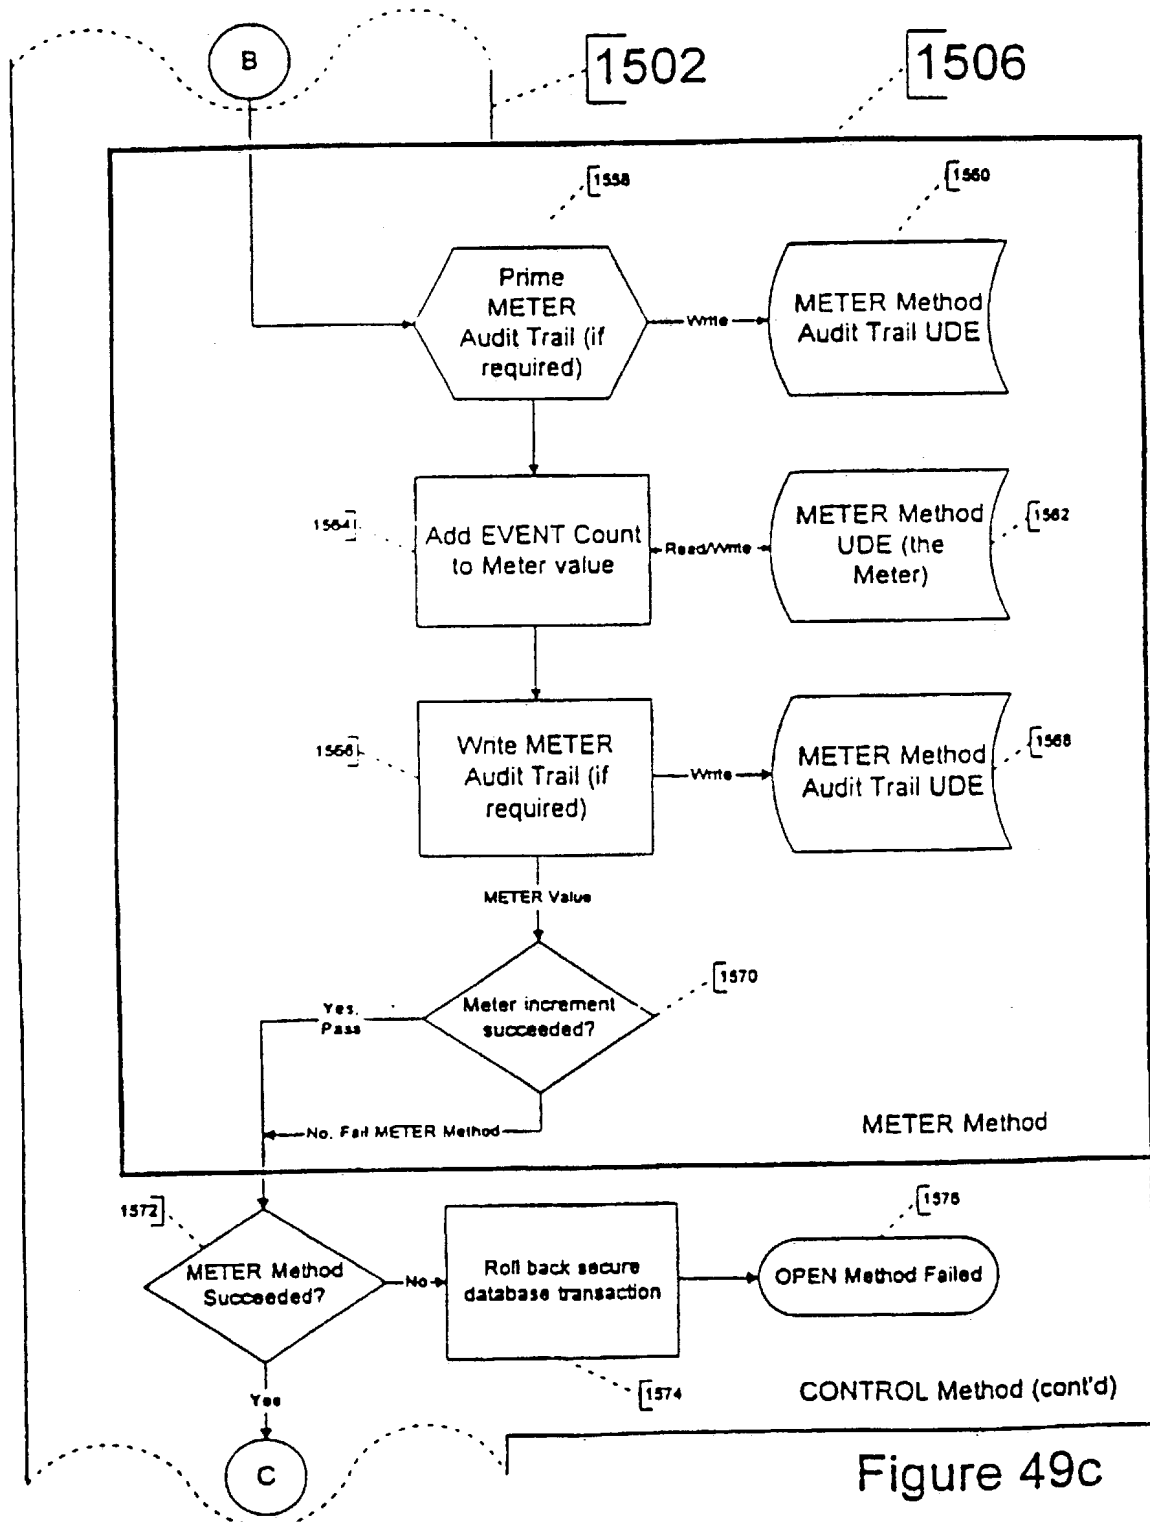 B
1502
1506
1558
1560
Prime
METER
Audit Trail (if
required)
Write
METER Method
Audit Trail UDE
1564
Add EVENT Count
to Meter value
Read/Write
METER Method
UDE (the
Meter)
1562
1566
Write METER
Audit Trail (if
required)
Write
METER Method
Audit Trail UDE
1568
METER Value
Meter increment
succeeded?
1570
Yes,
Pass
No, Fail METER Method
METER Method
1572
METER Method
Succeeded?
No
Roll back secure
database transaction
1576
OPEN Method Failed
1574
Yes
CONTROL Method (cont'd)
C
Figure 49c